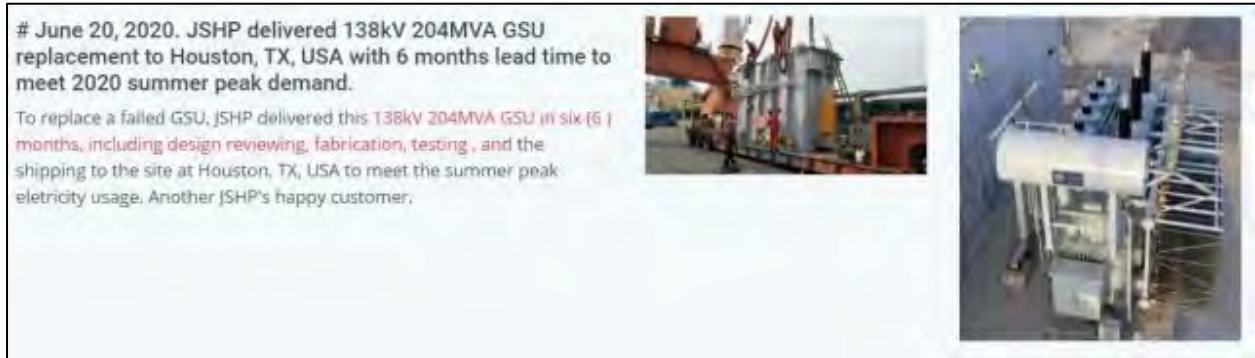 # June 20, 2020. JSHP delivered 138kV 204MVA GSU
replacement to Houston, TX, USA with 6 months lead time to
meet 2020 summer peak demand.
To replace a failed GSU, JSHP delivered this 138kV 204MVA GSU in six (6 )
months, including design reviewing, fabrication, testing , and the
shipping to the site at Houston, TX, USA to meet the summer peak
eletricity usage. Another JSHP's happy customer.